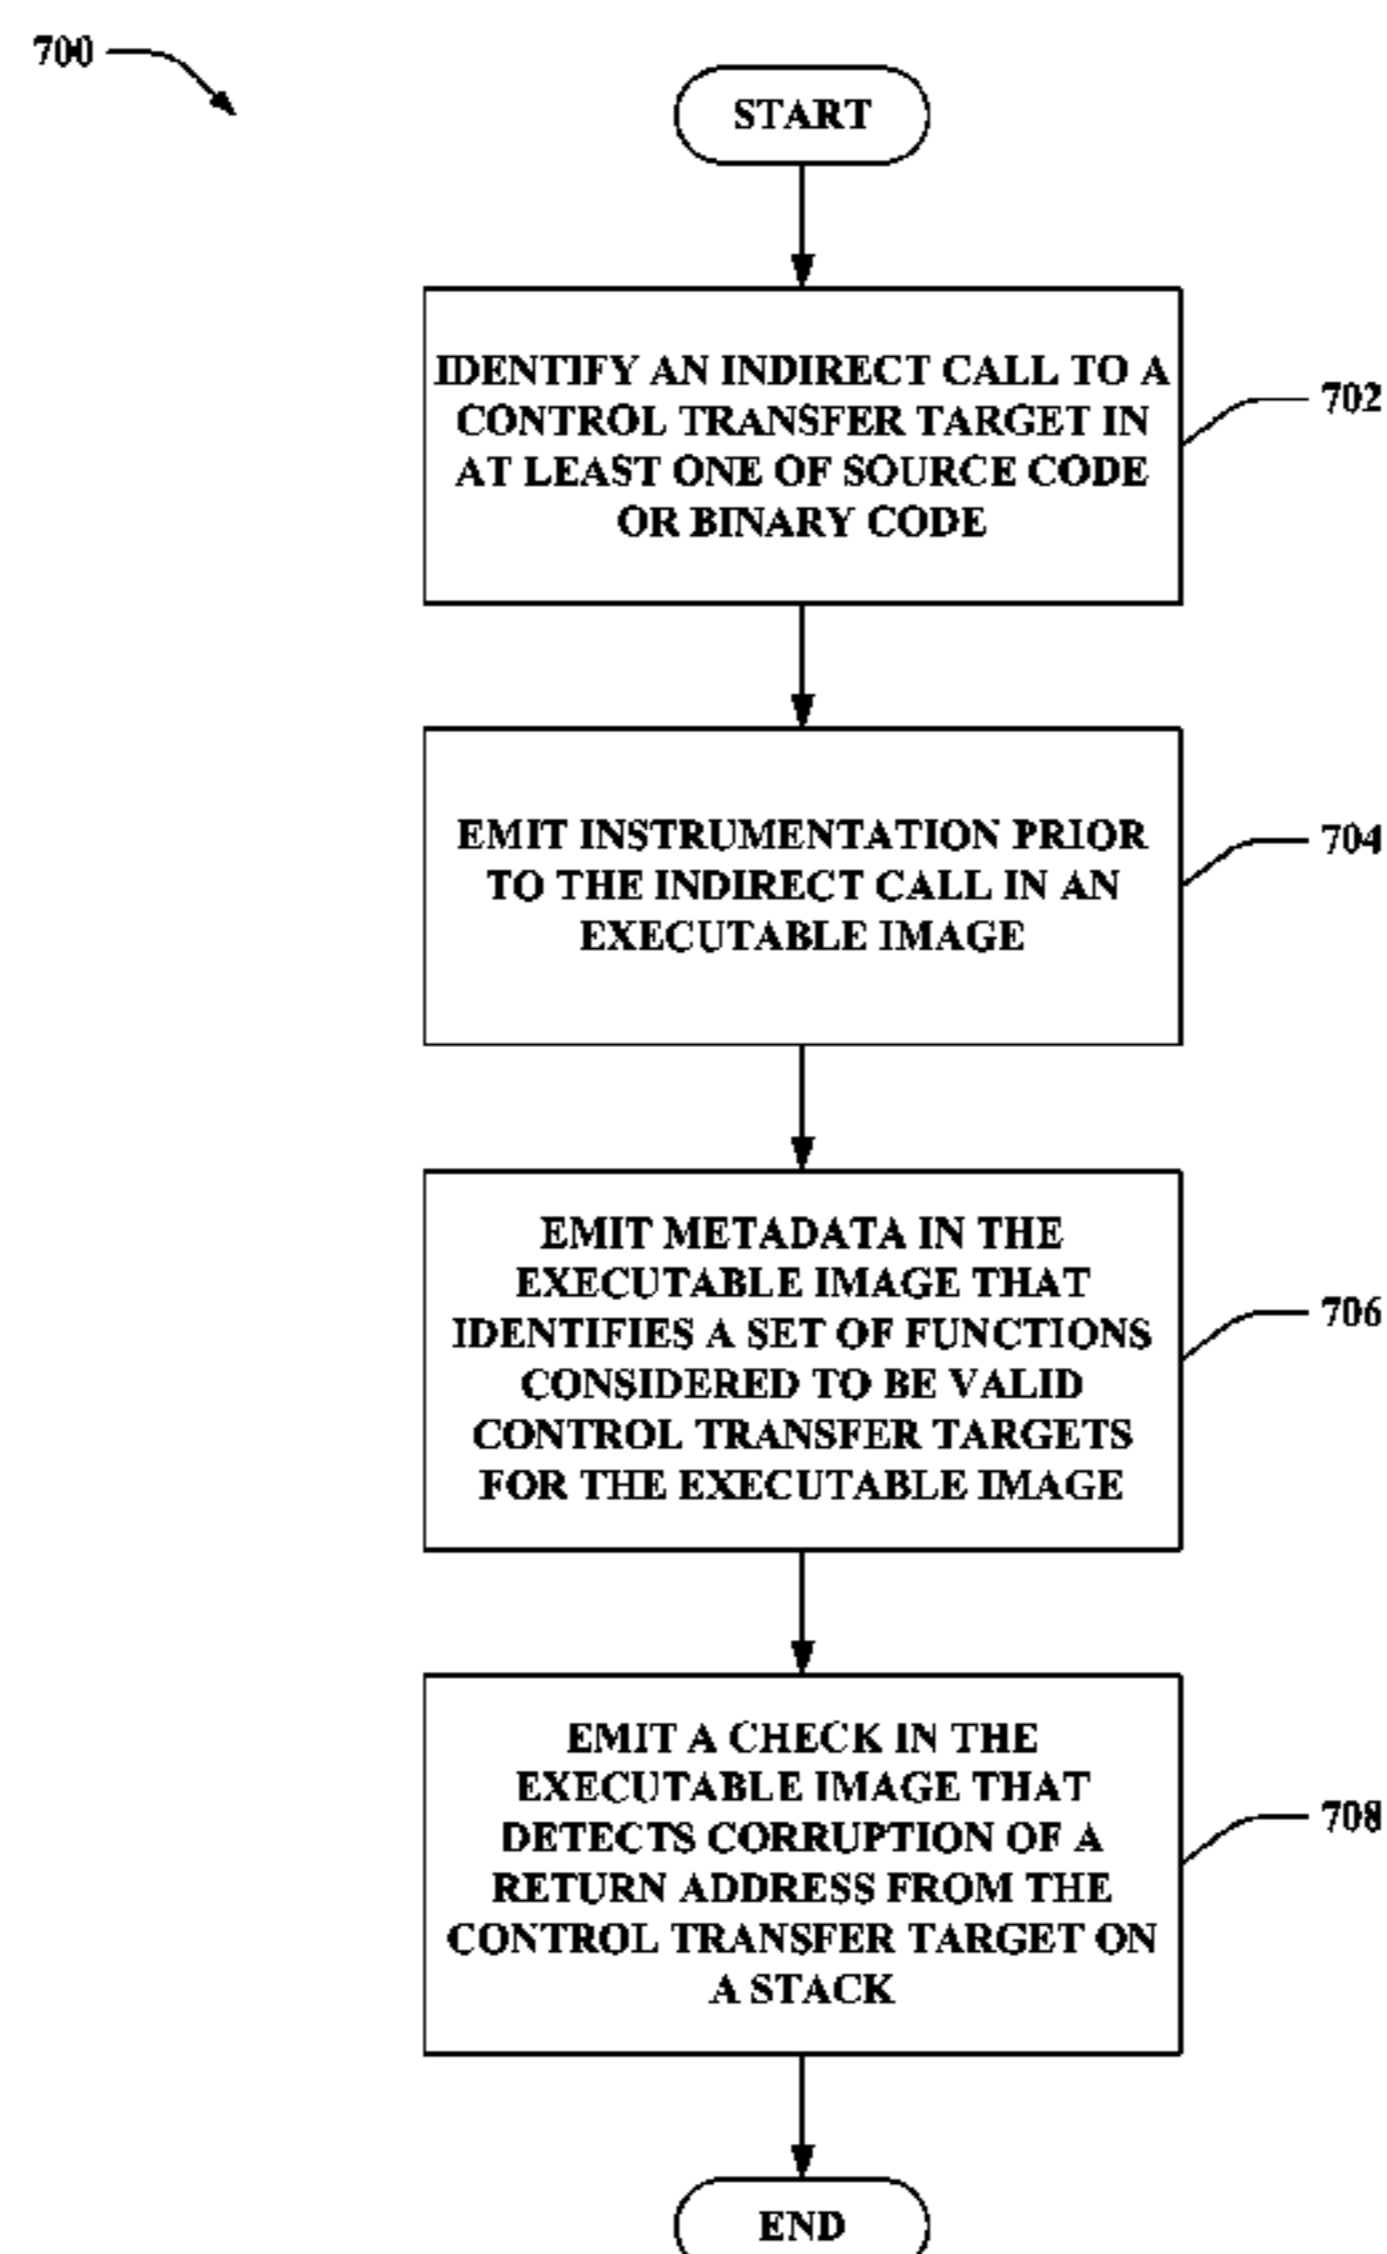 700
START
IDENTIFY AN INDIRECT CALL TO A
CONTROL TRANSFER TARGET IN
AT LEAST ONE OF SOURCE CODE
OR BINARY CODE
702
EMIT INSTRUMENTATION PRIOR
TO THE INDIRECT CALL IN AN
EXECUTABLE IMAGE
704
EMIT METADATA IN THE
EXECUTABLE IMAGE THAT
IDENTIFIES A SET OF FUNCTIONS
CONSIDERED TO BE VALID
CONTROL TRANSFER TARGETS
FOR THE EXECUTABLE IMAGE
706
EMIT A CHECK IN THE
EXECUTABLE IMAGE THAT
DETECTS CORRUPTION OF A
RETURN ADDRESS FROM THE
CONTROL TRANSFER TARGET ON
A STACK
708
END